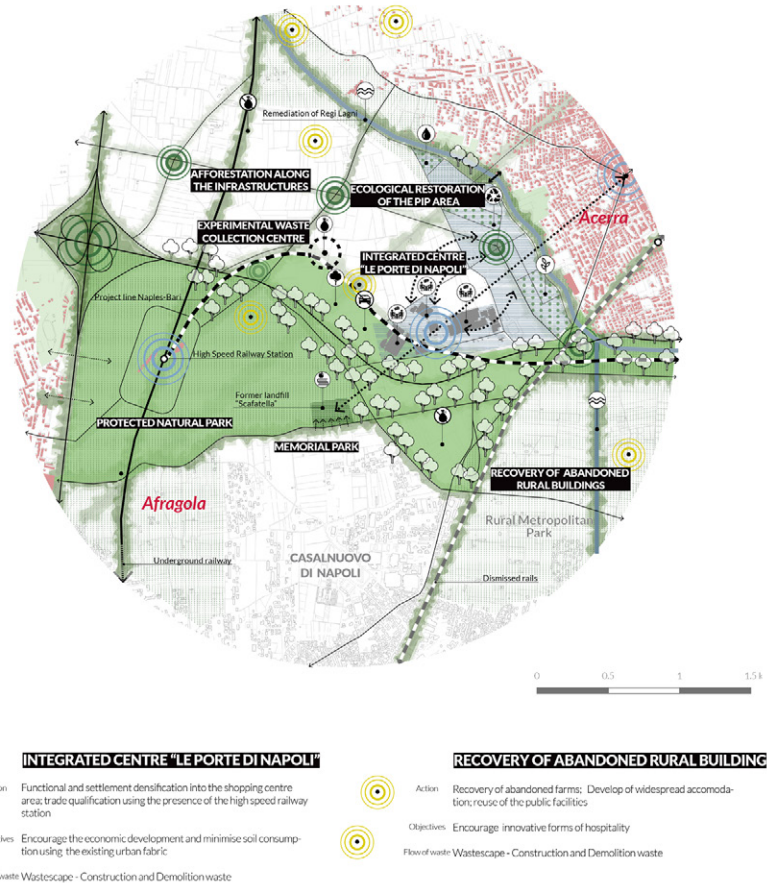 Remediation of Regi Lagni
AFFORESTATION ALONG
THE INFRASTRUCTURES
ECOLOGICAL RESTORATION
OF THE PIP AREA
Acerra
EXPERIMENTAL WASTE
COLLECTION CENTRE
INTEGRATED CENTRE
"LE PORTE DI NAPOLI"
Project line Naples-Bari
High Speed Railway Station
Former landfill
"Scafatella"
PROTECTED NATURAL PARK
MEMORIAL PARK
RECOVERY OF ABANDONED
RURAL BUILDINGS
Afragola
Rural Metropolitan
Park
CASALNUOVO
DI NAPOLI
Underground railway
Dismissed rails
0 0.5 1 1.5 k
INTEGRATED CENTRE "LE PORTE DI NAPOLI"
on Functional and settlement densification into the shopping centre
area; trade qualification using the presence of the high speed railway
station
ives Encourage the economic development and minimise soil consump-
tion using the existing urban fabric
waste Wastescape - Construction and Demolition waste
RECOVERY OF ABANDONED RURAL BUILDING
Action Recovery of abandoned farms; Develop of widespread accomoda-
tion; reuse of the public facilities
Objectives Encourage innovative forms of hospitality
Flow of waste Wastescape - Construction and Demolition waste